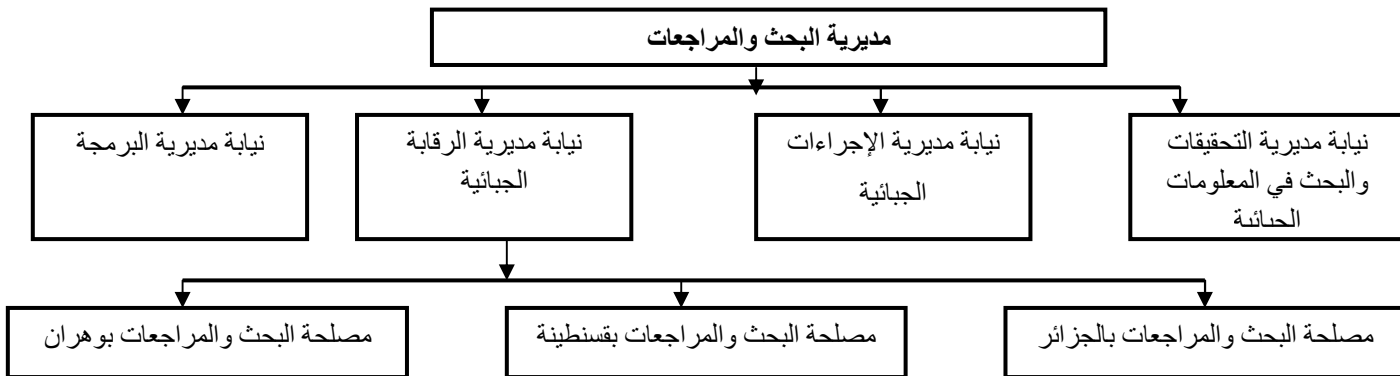 مديرية البحث والمراجعات
نيابة مديرية التحقيقات
والبحث في المعلومات
الجبائية
نيابة مديرية الإجراءات
الجبائية
نيابة مديرية الرقابة
الجبائية
نيابة مديرية البرمجة
مصلحة البحث والمراجعات بالجزائر
مصلحة البحث والمراجعات بقسنطينة
مصلحة البحث والمراجعات بوهران